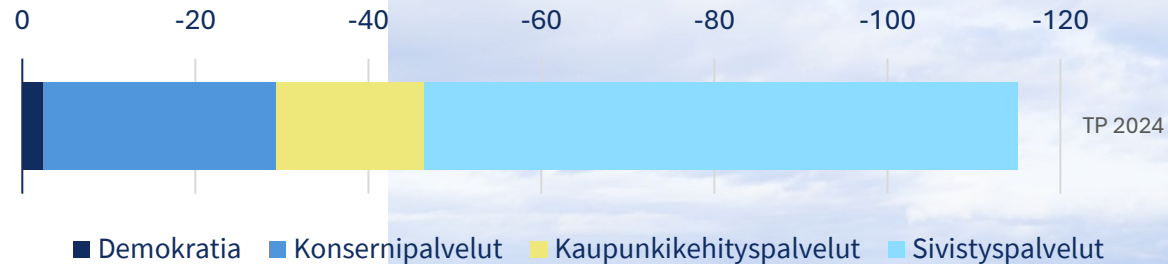 0 -20 -40 -60 -80 -100 -120
TP 2024
Demokratia Konsernipalvelut Kaupunkikehityspalvelut Sivistyspalvelut